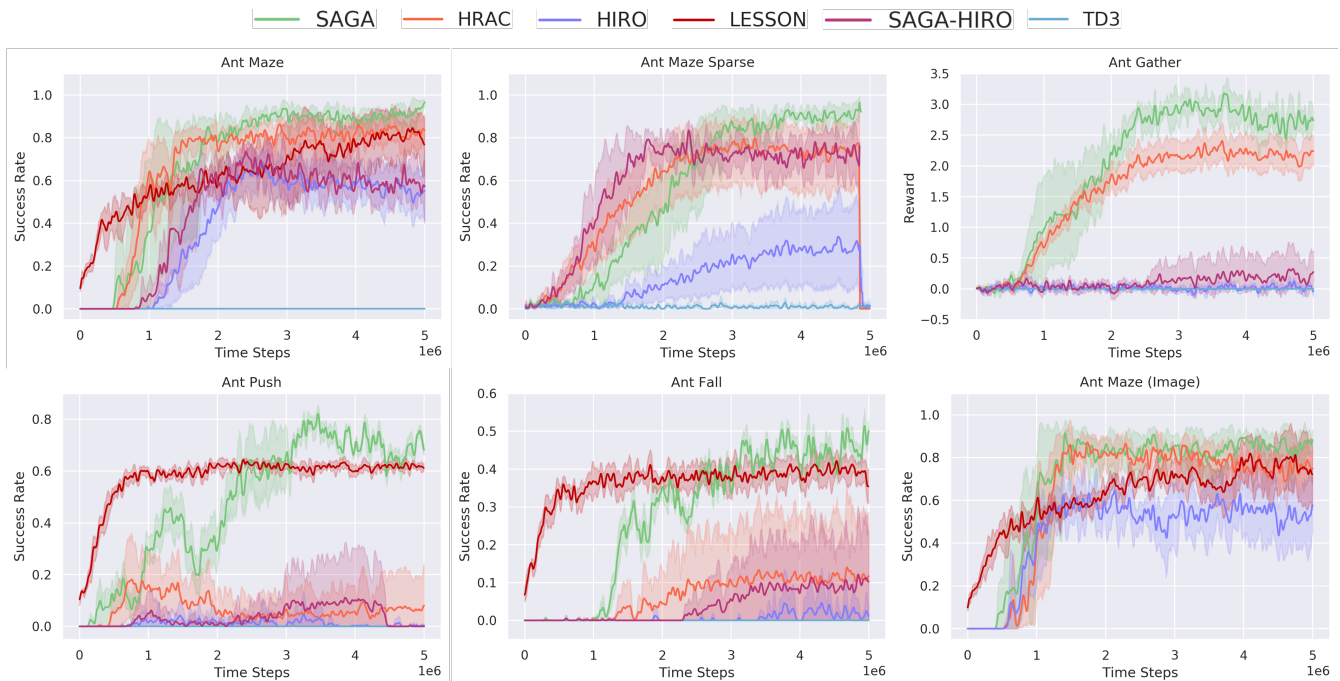 SAGA HRAC HIRO LESSON SAGA-HIRO TD3
Ant Maze
Success Rate
1.0
0.8
0.6
0.4
0.2
0.0
0 1 2 3 4 5
1e6
Time Steps
Ant Maze Sparse
Success Rate
1.0
0.8
0.6
0.4
0.2
0.0
0 1 2 3 4 5
1e6
Time Steps
Ant Gather
Reward
3.5
3.0
2.5
2.0
1.5
1.0
0.5
0.0
−0.5
0 1 2 3 4 5
1e6
Time Steps
Ant Push
Success Rate
0.8
0.6
0.4
0.2
0.0
0 1 2 3 4 5
1e6
Time Steps
Ant Fall
Success Rate
0.6
0.5
0.4
0.3
0.2
0.1
0.0
0 1 2 3 4 5
1e6
Time Steps
Ant Maze (Image)
Success Rate
1.0
0.8
0.6
0.4
0.2
0.0
0 1 2 3 4 5
1e6
Time Steps